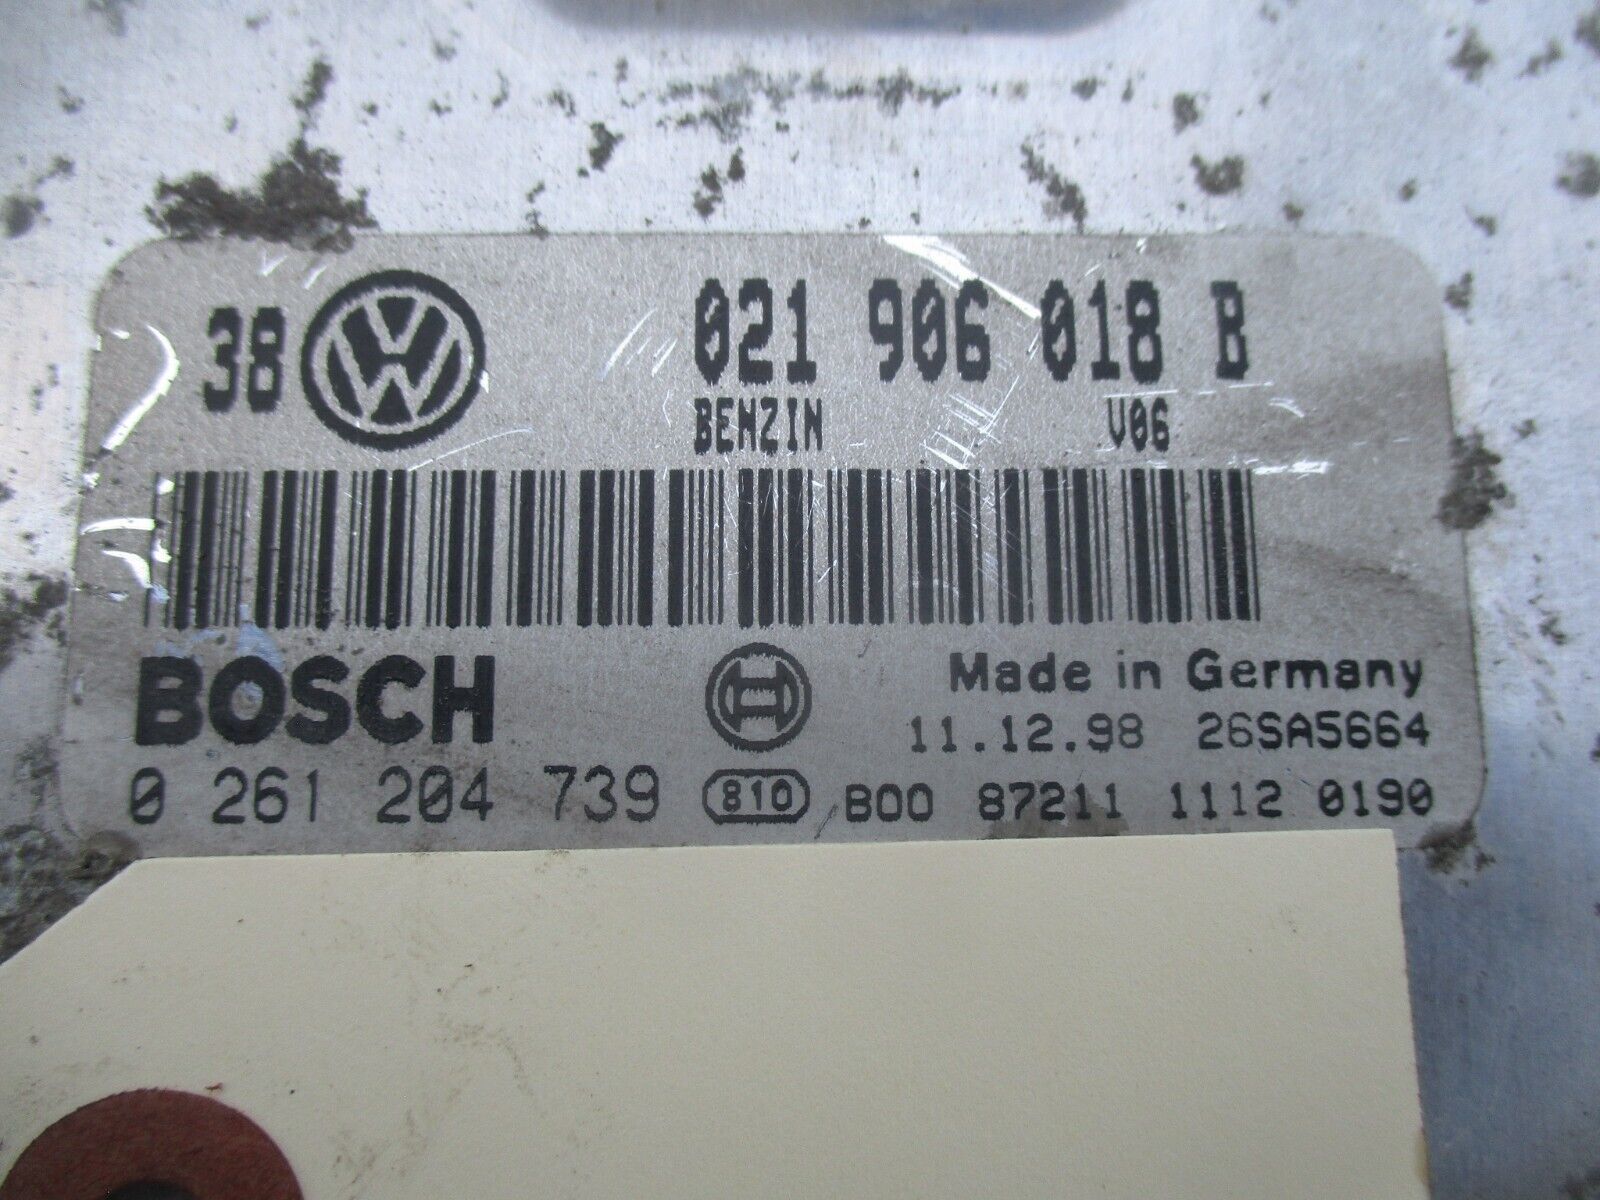 38 VW 021 906 018 B
BENZIN V06
BOSCH
Made in Germany
11.12.98 26SA5664
0 261 204 739 810 B00 87211 1112 0190